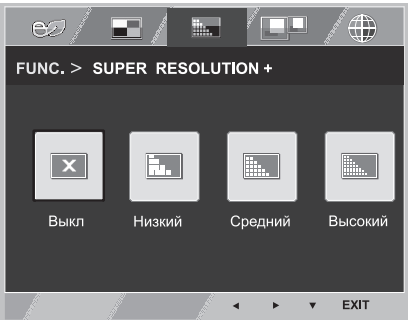 FUNC. > SUPER RESOLUTION +
Выкл Низкий Средний Высокий
EXIT